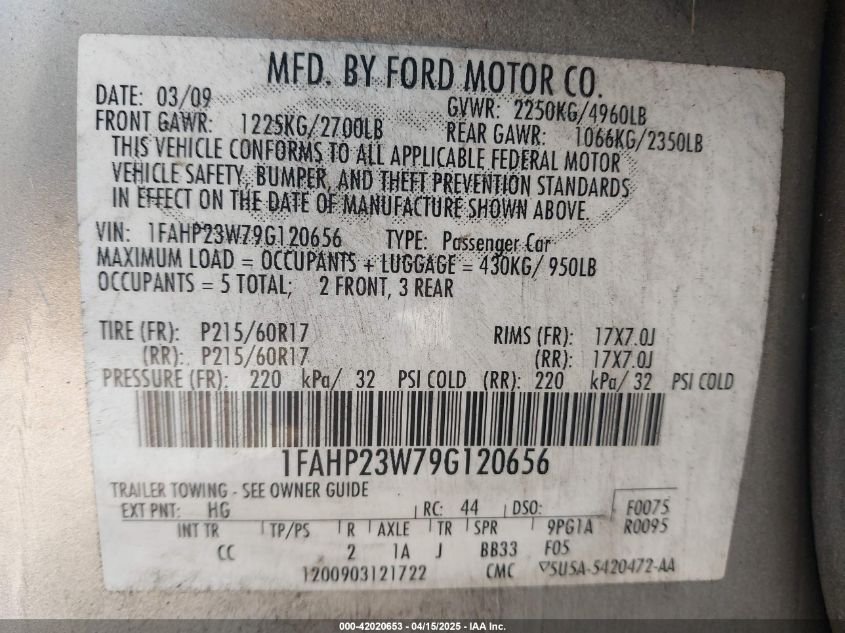 MFD. BY FORD MOTOR CO.
DATE: 03/09 GVWR: 2250KG/4960LB
FRONT GAWR: 1225KG/2700LB REAR GAWR: 1066KG/2350LB
THIS VEHICLE CONFORMS TO ALL APPLICABLE FEDERAL MOTOR
VEHICLE SAFETY, BUMPER, AND THEFT PREVENTION STANDARDS
IN EFFECT ON THE DATE OF MANUFACTURE SHOWN ABOVE.
VIN: 1FAHP23W79G120656 TYPE: Passenger Car
MAXIMUM LOAD = OCCUPANTS + LUGGAGE = 430KG/ 950LB
OCCUPANTS = 5 TOTAL; 2 FRONT, 3 REAR
TIRE (FR): P215/60R17 RIMS (FR): 17X7.0J
(RR): P215/60R17 (RR): 17X7.0J
PRESSURE (FR): 220 kPa/ 32 PSI COLD (RR): 220 kPa/ 32 PSI COLD
1FAHP23W79G120656
TRAILER TOWING - SEE OWNER GUIDE
EXT PNT: HG RC: 44 DSO: F0075
INT TR TP/PS R AXLE TR SPR 9PG1A R0095
CC 2 1A J BB33 F05
1200903121722 CMC 5U5A-5420472-AA
000-42020653 - 04/15/2025 - IAA Inc.